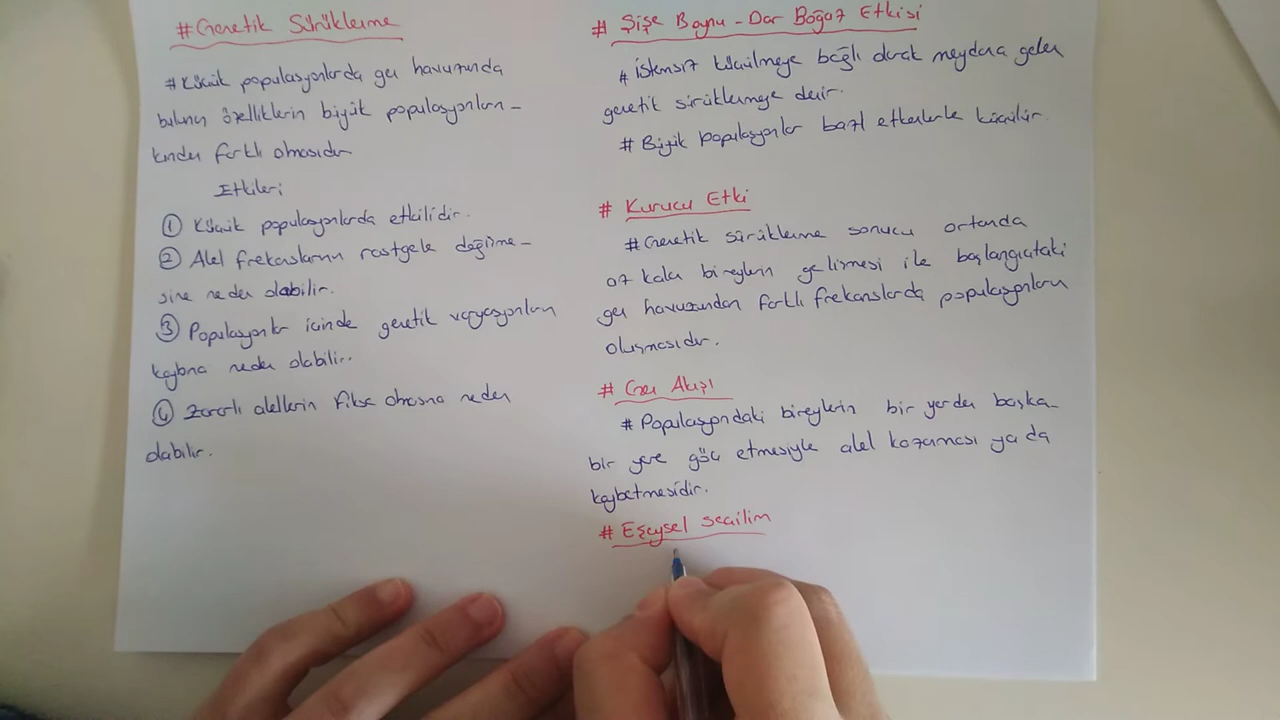 # Genetik Sürüklenme
# Küçük populasyonlarda gen havuzunda
bulunan özelliklerin büyük populasyonların-
kinden farklı olmasıdır
Etkileri
① Küçük populasyonlarda etkilidir.
② Alel frekanslarının rastgele değişme-
sine neden olabilir.
③ Populasyonlar içinde genetik varyasyonların
kaybına neden olabilir.
④ Zararlı alellerin fikse olmasına neden
olabilir.
# Şişe Boynu - Dar Boğaz Etkisi
# İstensiz küçülmeye bağlı olarak meydana gelen
genetik sürüklenmeye denir.
# Büyük populasyonlar bazı etkenlerle küçülür.
# Kurucu Etki
# Genetik sürüklenme sonucu ortamda
az kalan bireylerin gelişmesi ile başlangıçtaki
gen havuzundan farklı frekanslarda populasyonların
oluşmasıdır.
# Gen Akışı
# Populasyondaki bireylerin bir yerden başka
bir yere göç etmesiyle alel kazanması ya da
kaybetmesidir.
# Eşeysel seçilim